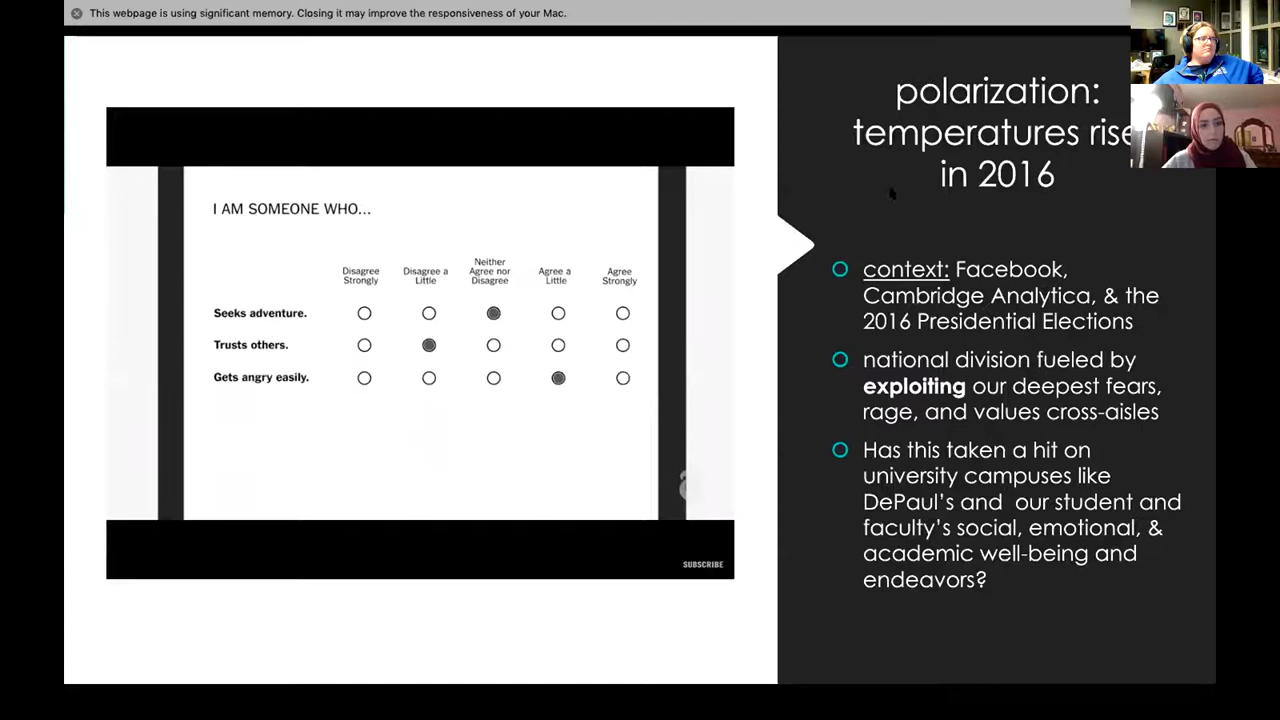 This webpage is using significant memory. Closing it may improve the responsiveness of your Mac.
I AM SOMEONE WHO...
Disagree Strongly
Disagree a Little
Neither Agree nor Disagree
Agree a Little
Agree Strongly
Seeks adventure.
Trusts others.
Gets angry easily.
SUBSCRIBE
polarization:
temperatures rise
in 2016
context: Facebook,
Cambridge Analytica, & the
2016 Presidential Elections
national division fueled by
exploiting our deepest fears,
rage, and values cross-aisles
Has this taken a hit on
university campuses like
DePaul's and our student and
faculty's social, emotional, &
academic well-being and
endeavors?